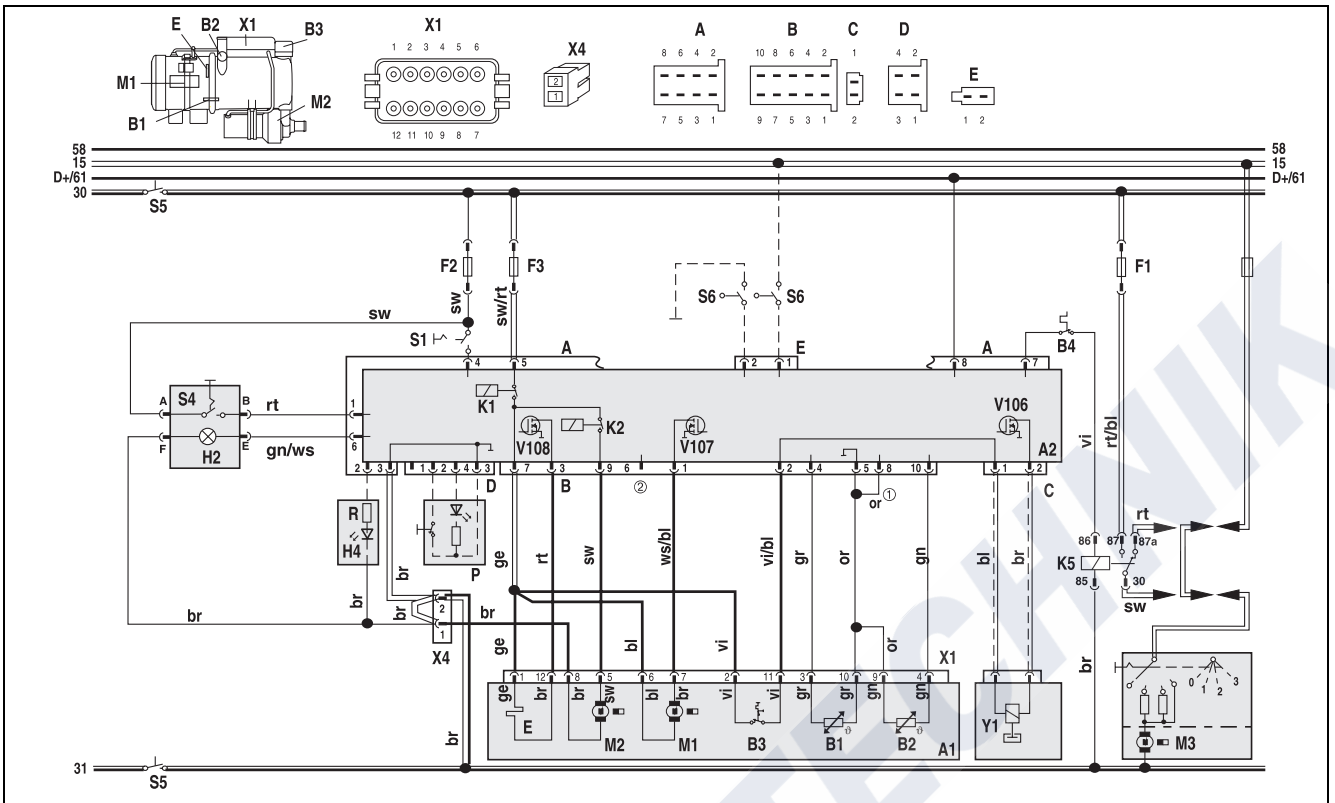 E B2 X1 B3
M1
B1
M2
X1
1 2 3 4 5 6
12 11 10 9 8 7
X4
2
1
A
8 6 4 2
7 5 3 1
B
10 8 6 4 2
9 7 5 3 1
C
1
2
D
4 2
3 1
E
1 2
58 58
15 15
D+/61 D+/61
30
S5
F2 F3 S6 S6 F1
sw sw/rt
sw
S1
B4
A E A
4 5 2 1 8 7
K1
K2
V108 V107 V106
A2
A S4 B rt 1
F H2 E gn/ws 6
vi rt/bl
2 3 1 2 4 3 7 3 9 6 1 2 4 5 8 10 1 2
D B ② C
or ①
R
H4
P
br
ge rt sw ws/bl vi/bl gr or gn bl br
rt
86 87 87a
K5
85 30
sw
br
br br 2 br
1
X4
ge bl vi or
br
X1
1 12 8 5 6 7 2 11 3 10 9 4
ge br br sw bl br vi vi gr gr gn gn
E M2 M1 B3 B1 ϑ B2 ϑ
A1
Y1
0 1 2 3
M3
br
31
S5
TECHNIK